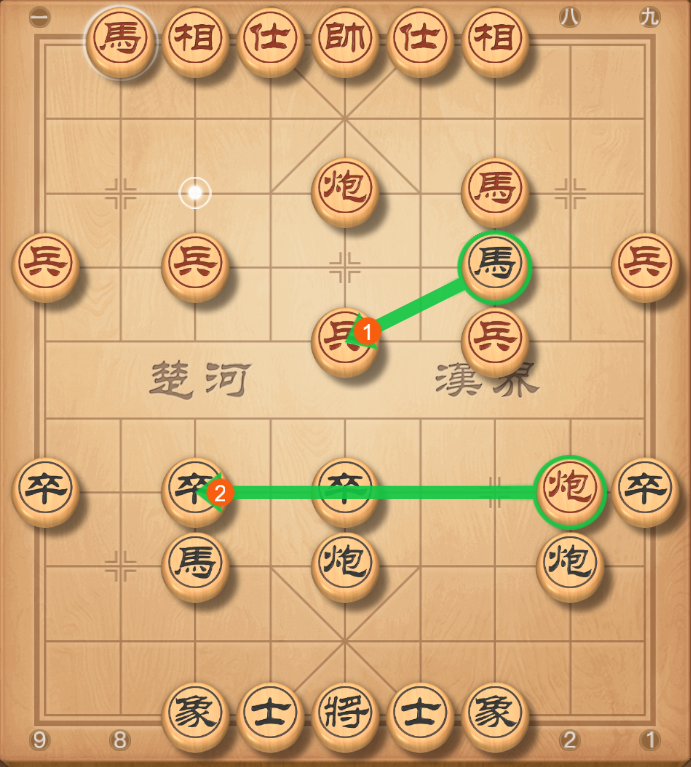 一 八 九
馬 相 仕 帥 仕 相
炮 馬
兵 兵 馬 兵
兵 1 兵
楚河 漢界
卒 卒 2 卒 炮 卒
馬 炮 炮
象 士 將 士 象
9 8 2 1